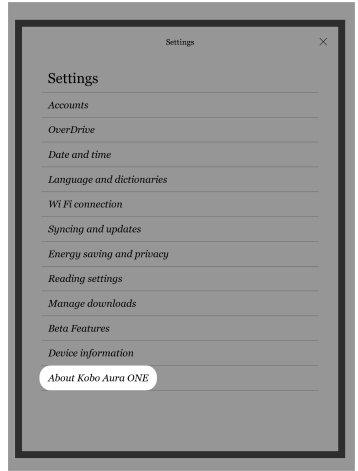 Settings
Settings
Accounts
OverDrive
Date and time
Language and dictionaries
Wi Fi connection
Syncing and updates
Energy saving and privacy
Reading settings
Manage downloads
Beta Features
Device information
About Kobo Aura ONE